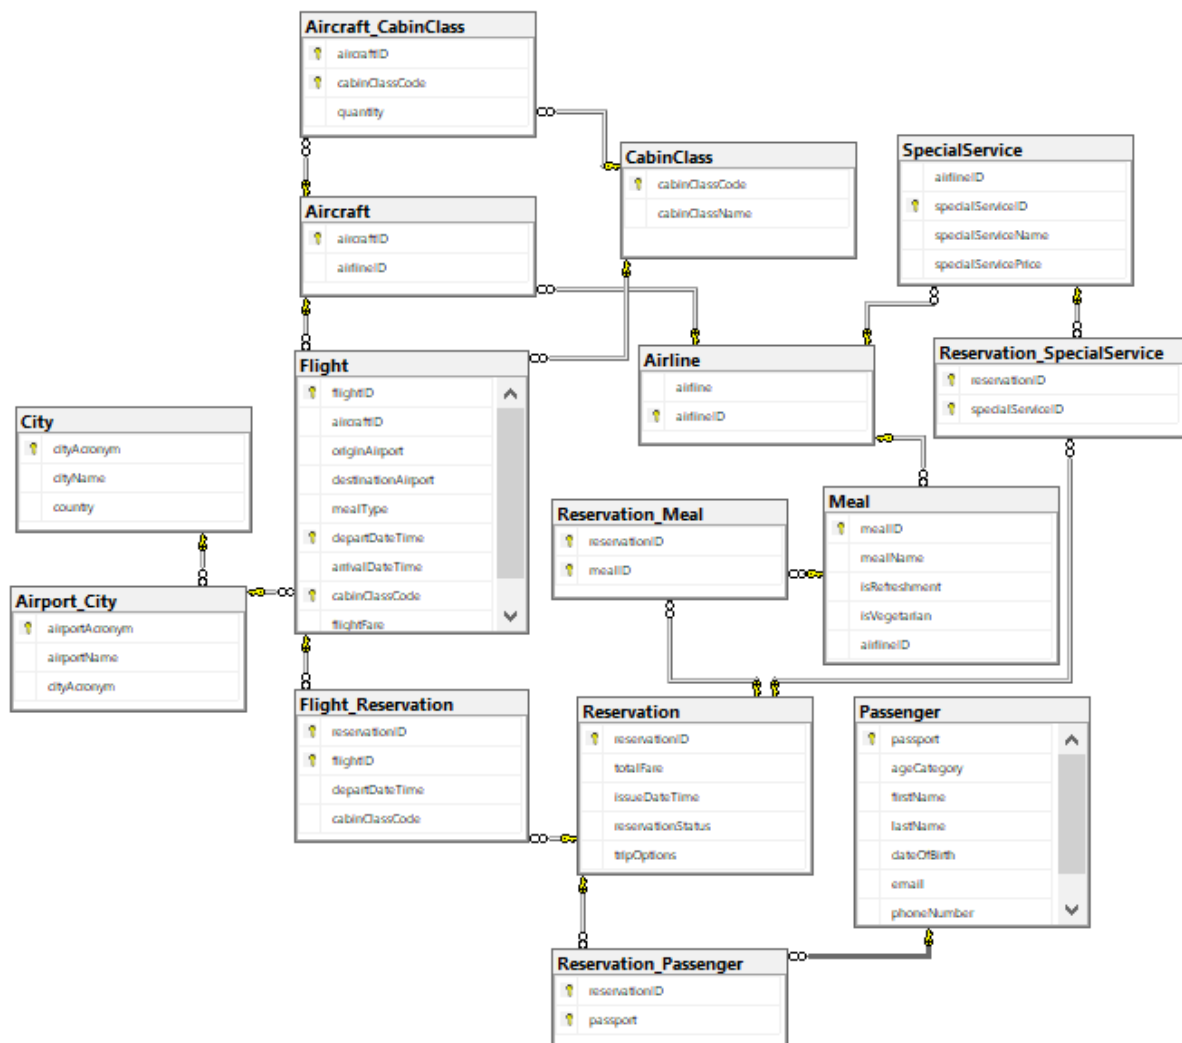 Aircraft_CabinClass
aircraftID
cabinClassCode
quantity
CabinClass
cabinClassCode
cabinClassName
SpecialService
airlineID
specialServiceID
specialServiceName
specialServicePrice
Aircraft
aircraftID
airlineID
Flight
flightID
aircraftID
originAirport
destinationAirport
mealType
departDateTime
arrivalDateTime
cabinClassCode
flightFare
Airline
airline
airlineID
Reservation_SpecialService
reservationID
specialServiceID
City
cityAcronym
cityName
country
Reservation_Meal
reservationID
mealID
Meal
mealID
mealName
isRefreshment
isVegetarian
airlineID
Airport_City
airportAcronym
airportName
cityAcronym
Flight_Reservation
reservationID
flightID
departDateTime
cabinClassCode
Reservation
reservationID
totalFare
issueDateTime
reservationStatus
tripOptions
Passenger
passport
ageCategory
firstName
lastName
dateOfBirth
email
phoneNumber
Reservation_Passenger
reservationID
passport